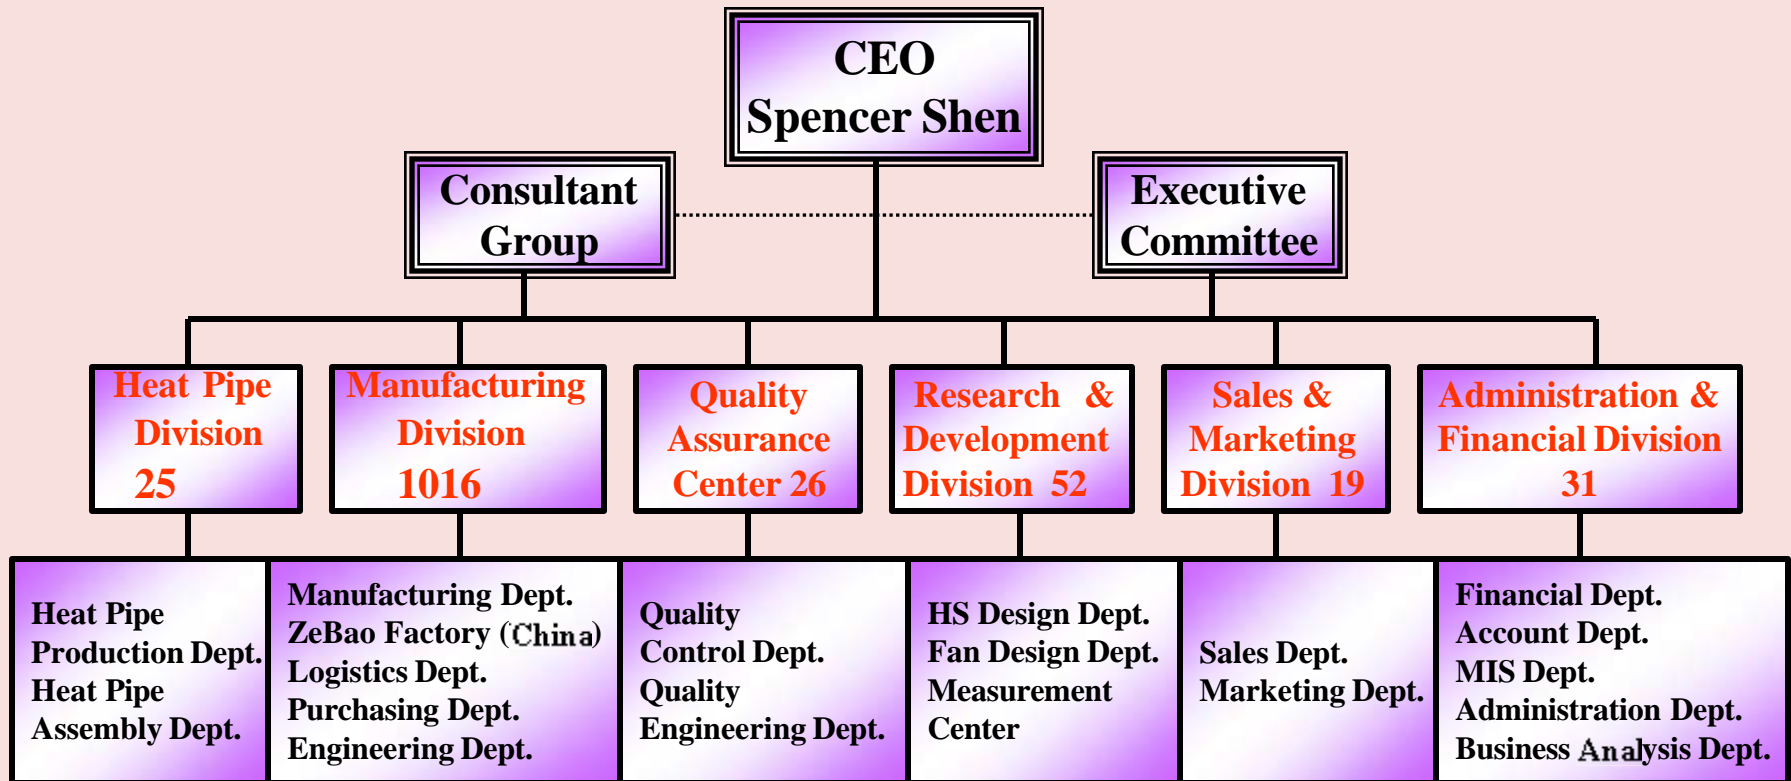 CEO
Spencer Shen
Consultant
Group
Executive
Committee
Heat Pipe
Division
25
Manufacturing
Division
1016
Quality
Assurance
Center 26
Research &
Development
Division 52
Sales &
Marketing
Division 19
Administration &
Financial Division
31
Heat Pipe
Production Dept.
Heat Pipe
Assembly Dept.
Manufacturing Dept.
ZeBao Factory (China)
Logistics Dept.
Purchasing Dept.
Engineering Dept.
Quality
Control Dept.
Quality
Engineering Dept.
HS Design Dept.
Fan Design Dept.
Measurement
Center
Sales Dept.
Marketing Dept.
Financial Dept.
Account Dept.
MIS Dept.
Administration Dept.
Business Analysis Dept.